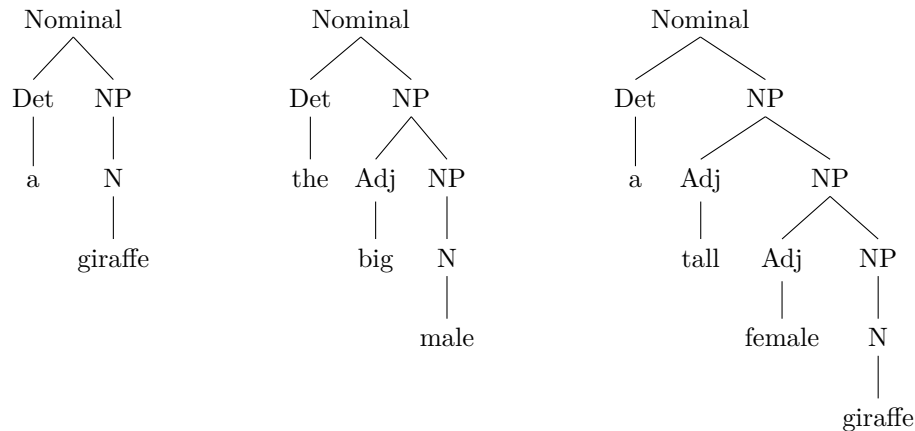 Nominal Nominal Nominal
Det NP Det NP Det NP
a N the Adj NP a Adj NP
giraffe big N tall Adj NP
male female N
giraffe